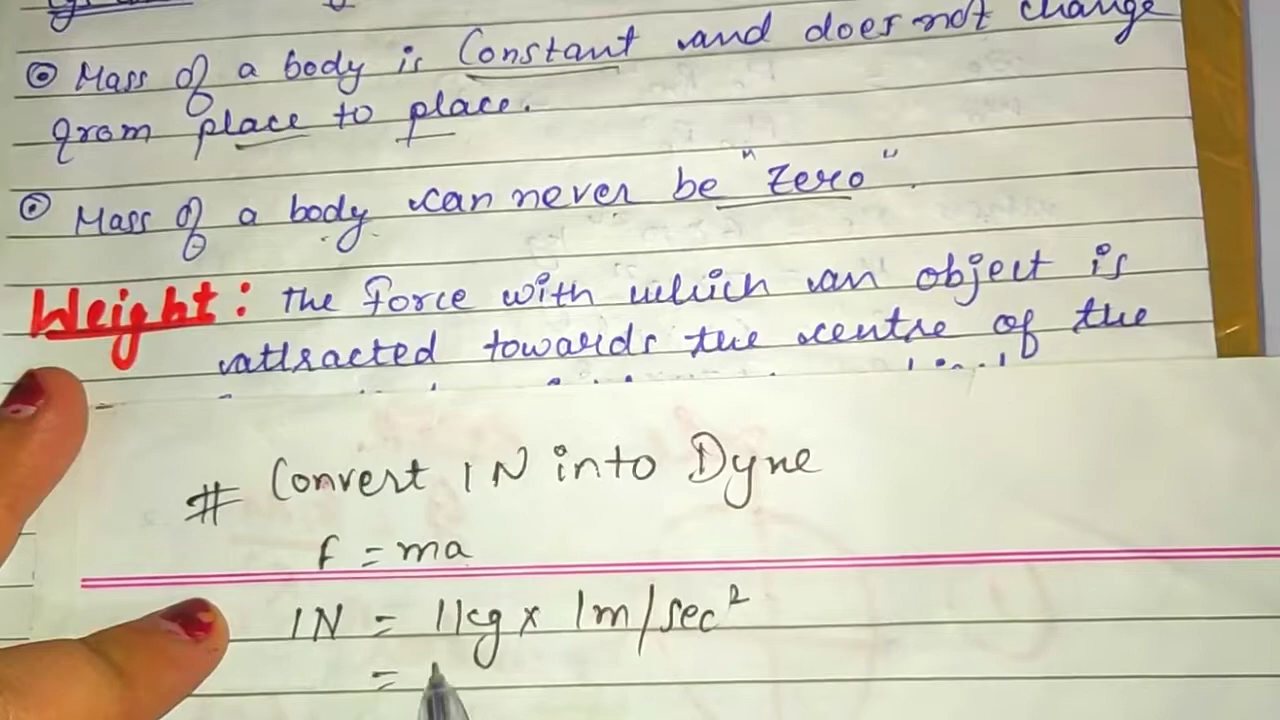 ⊙ Mass of a body is Constant and does not change
from place to place.
⊙ Mass of a body can never be "Zero".
Weight: The force with which an object is
attracted towards the centre of the
# Convert 1 N into Dyne
F = ma
1N = 1kg x 1m/sec²
=